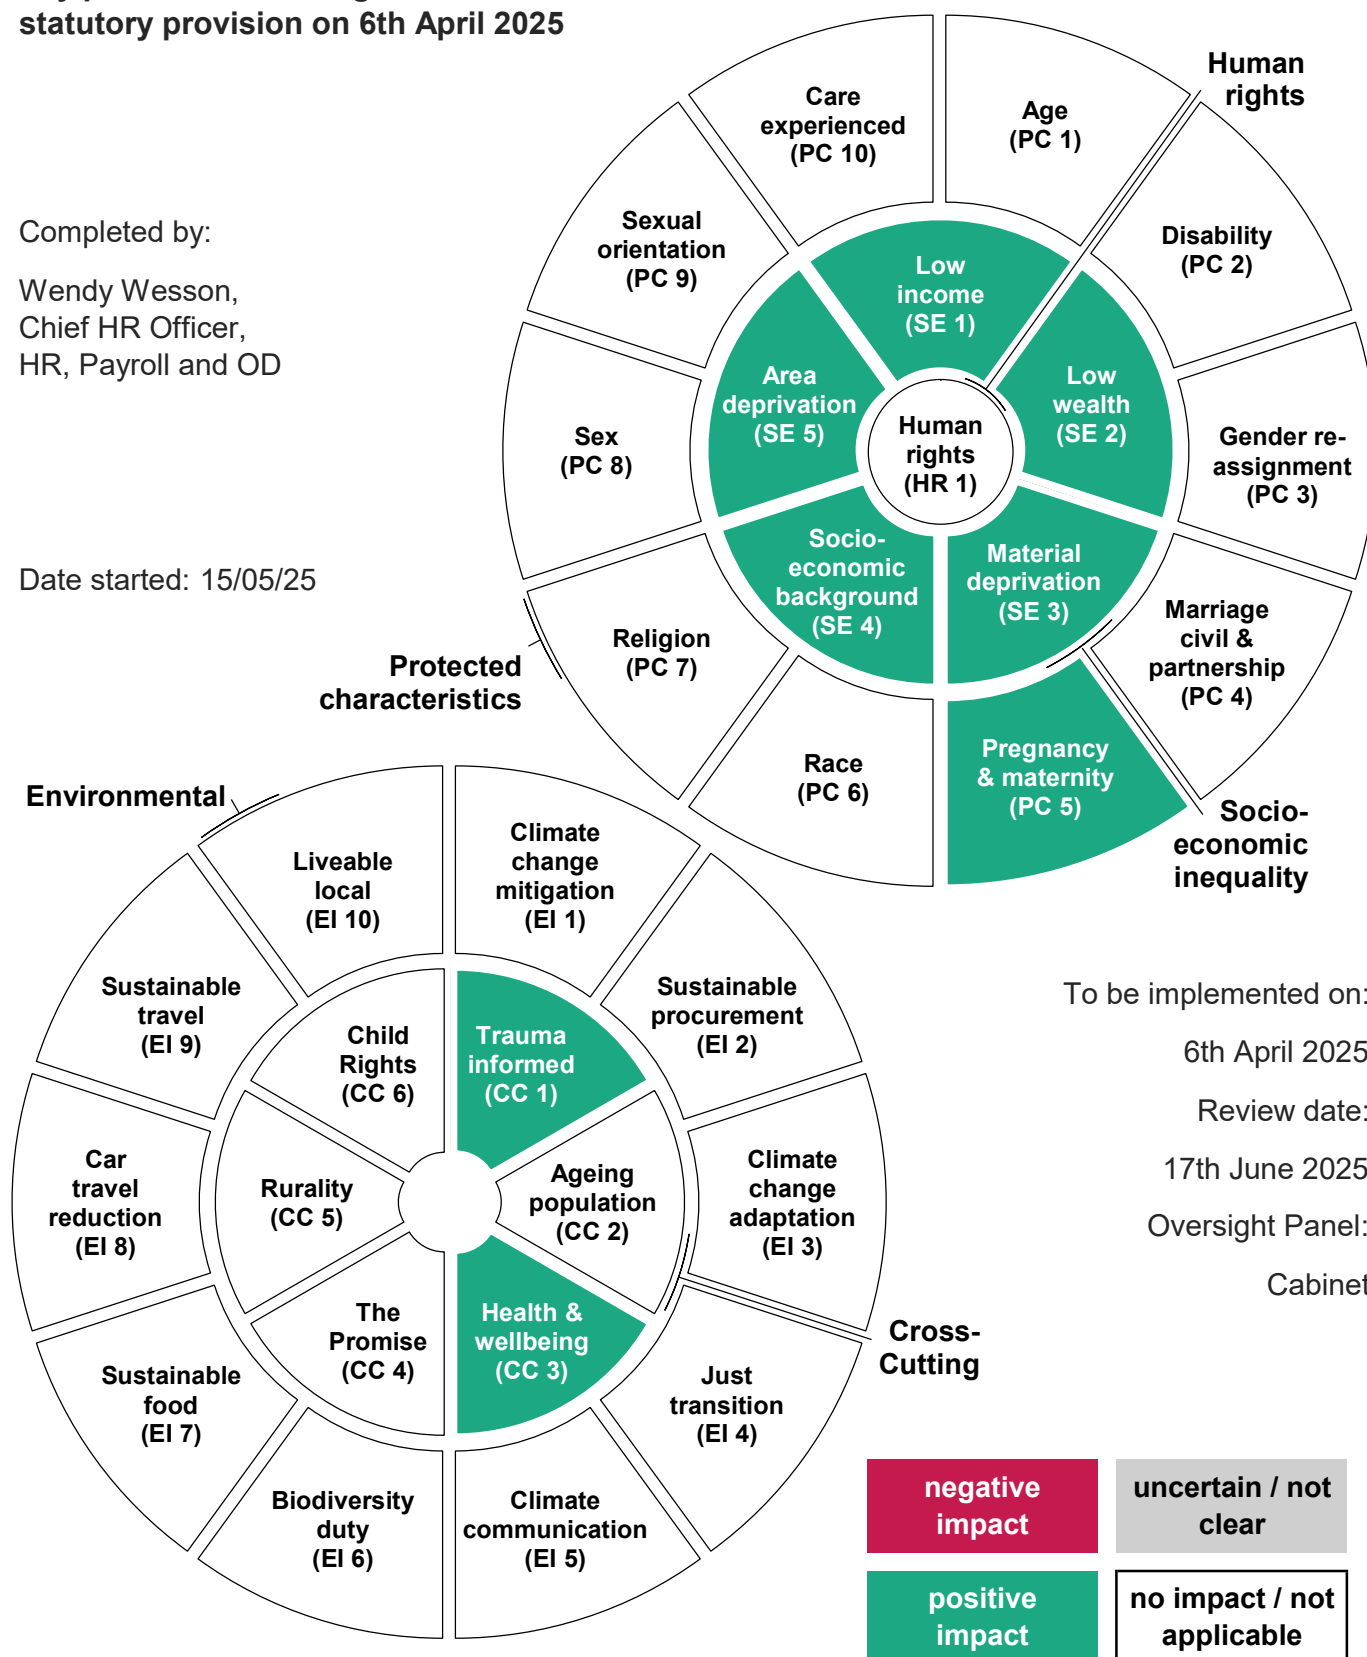 statutory provision on 6th April 2025
Completed by:
Wendy Wesson,
Chief HR Officer,
HR, Payroll and OD
Date started: 15/05/25
Human
rights
Care
experienced
(PC 10)
Age
(PC 1)
Sexual
orientation
(PC 9)
Disability
(PC 2)
Low
income
(SE 1)
Area
deprivation
(SE 5)
Low
wealth
(SE 2)
Sex
(PC 8)
Human
rights
(HR 1)
Gender re-
assignment
(PC 3)
Socio-
economic
background
(SE 4)
Material
deprivation
(SE 3)
Religion
(PC 7)
Marriage
civil &
partnership
(PC 4)
Protected
characteristics
Race
(PC 6)
Pregnancy
& maternity
(PC 5)
Socio-
economic
inequality
Environmental
Liveable
local
(EI 10)
Climate
change
mitigation
(EI 1)
Sustainable
travel
(EI 9)
Sustainable
procurement
(EI 2)
Child
Rights
(CC 6)
Trauma
informed
(CC 1)
Car
travel
reduction
(EI 8)
Rurality
(CC 5)
Ageing
population
(CC 2)
Climate
change
adaptation
(EI 3)
The
Promise
(CC 4)
Health &
wellbeing
(CC 3)
Cross-
Cutting
Sustainable
food
(EI 7)
Just
transition
(EI 4)
Biodiversity
duty
(EI 6)
Climate
communication
(EI 5)
To be implemented on:
6th April 2025
Review date:
17th June 2025
Oversight Panel:
Cabinet
negative
impact
uncertain / not
clear
positive
impact
no impact / not
applicable